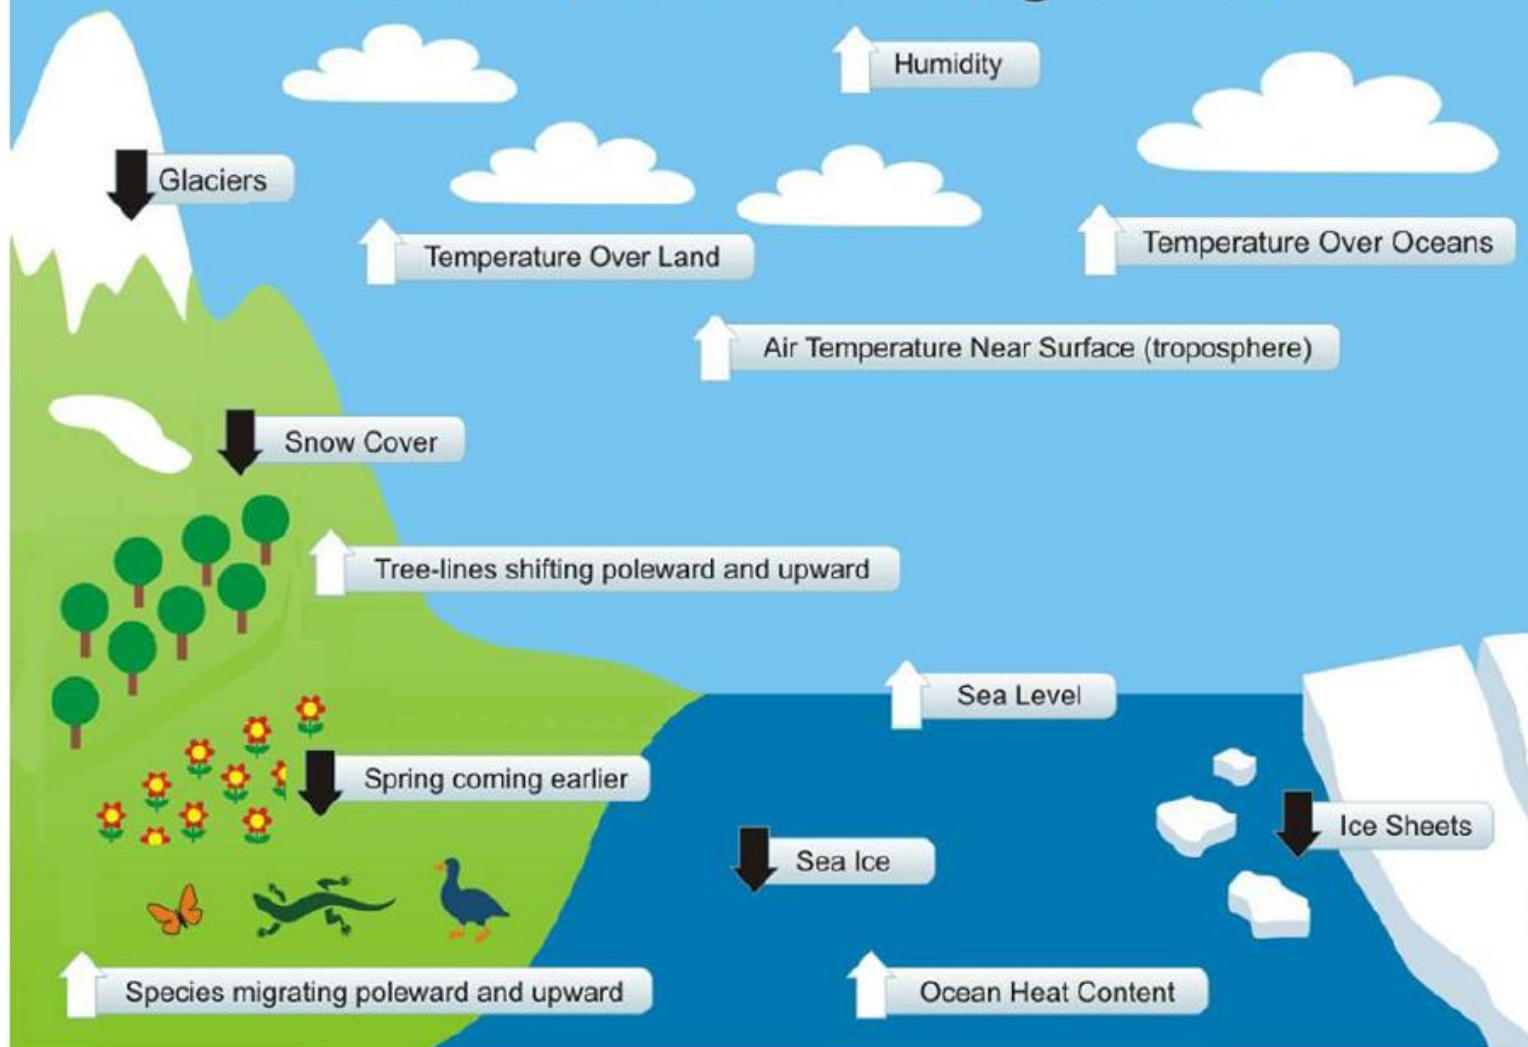 Humidity
Glaciers
Temperature Over Land
Temperature Over Oceans
Air Temperature Near Surface (troposphere)
Snow Cover
Tree-lines shifting poleward and upward
Sea Level
Spring coming earlier
Ice Sheets
Sea Ice
Species migrating poleward and upward
Ocean Heat Content